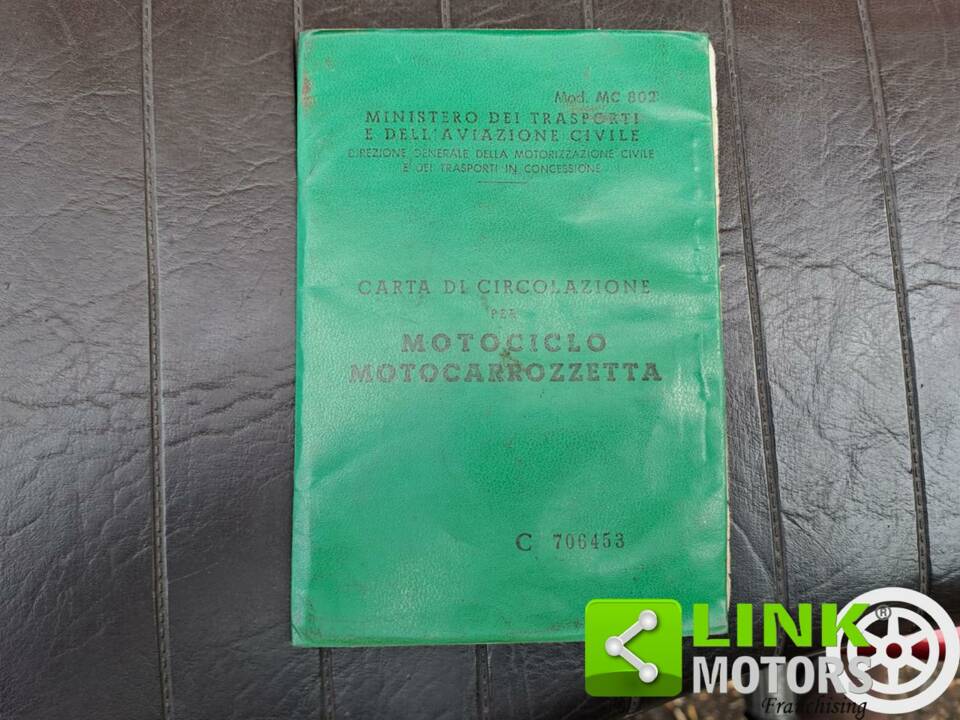 Mod. MC 802
MINISTERO DEI TRASPORTI
E DELL'AVIAZIONE CIVILE
DIREZIONE GENERALE DELLA MOTORIZZAZIONE CIVILE
E DEI TRASPORTI IN CONCESSIONE
CARTA DI CIRCOLAZIONE
PER
MOTOCICLO
MOTOCARROZZETTA
C 706453
LINK
MOTORS
Franchising
®